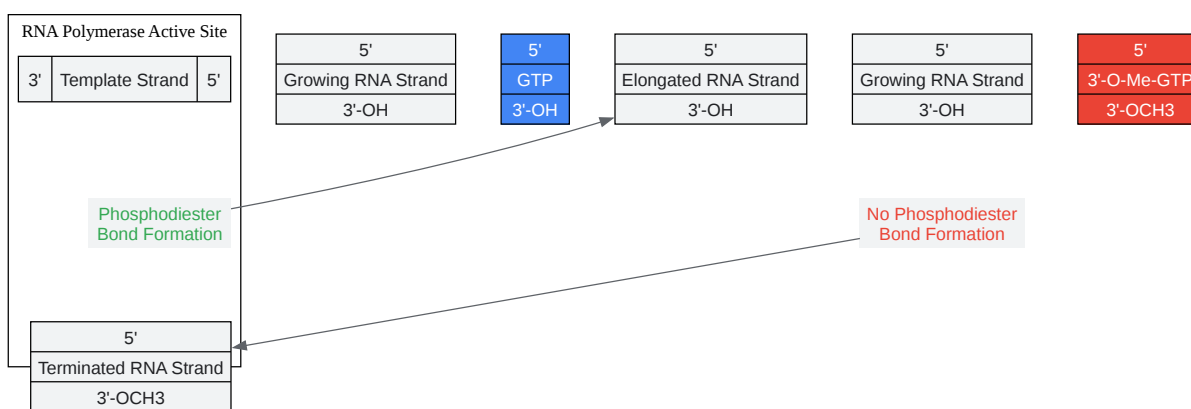 RNA Polymerase Active Site
3' Template Strand 5'
5'
Growing RNA Strand
3'-OH
5'
GTP
3'-OH
5'
Elongated RNA Strand
3'-OH
5'
Growing RNA Strand
3'-OH
5'
3'-O-Me-GTP
3'-OCH3
Phosphodiester
Bond Formation
No Phosphodiester
Bond Formation
5'
Terminated RNA Strand
3'-OCH3